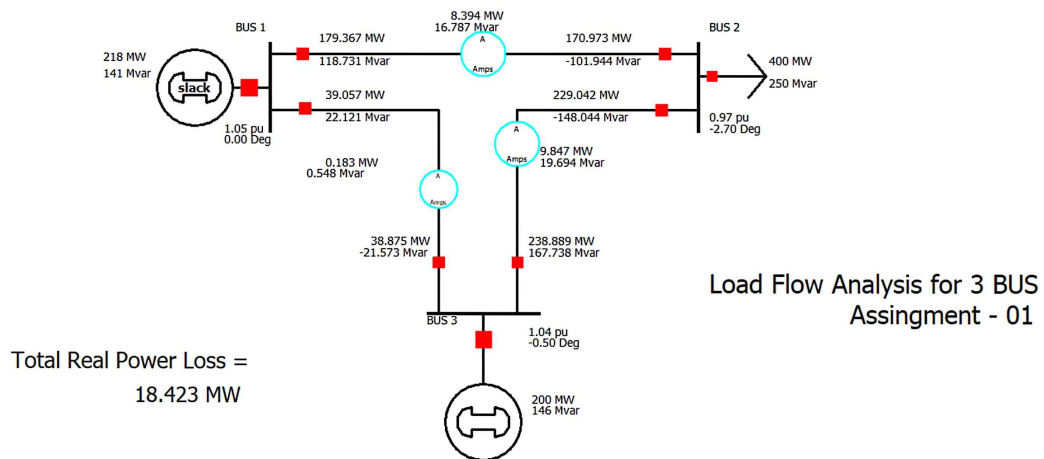 8.394 MW
16.787 Mvar
BUS 1
BUS 2
179.367 MW
118.731 Mvar
A
Amps
170.973 MW
-101.944 Mvar
218 MW
141 Mvar
slack
400 MW
250 Mvar
39.057 MW
22.121 Mvar
229.042 MW
-148.044 Mvar
1.05 pu
0.00 Deg
0.97 pu
-2.70 Deg
A
Amps
9.847 MW
19.694 Mvar
0.183 MW
0.548 Mvar
A
Amps
38.875 MW
-21.573 Mvar
238.889 MW
167.738 Mvar
Load Flow Analysis for 3 BUS
Assingment - 01
BUS 3
1.04 pu
-0.50 Deg
Total Real Power Loss =
18.423 MW
200 MW
146 Mvar